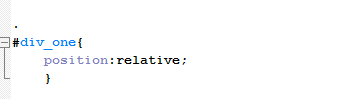 .
#div_one{
position:relative;
}